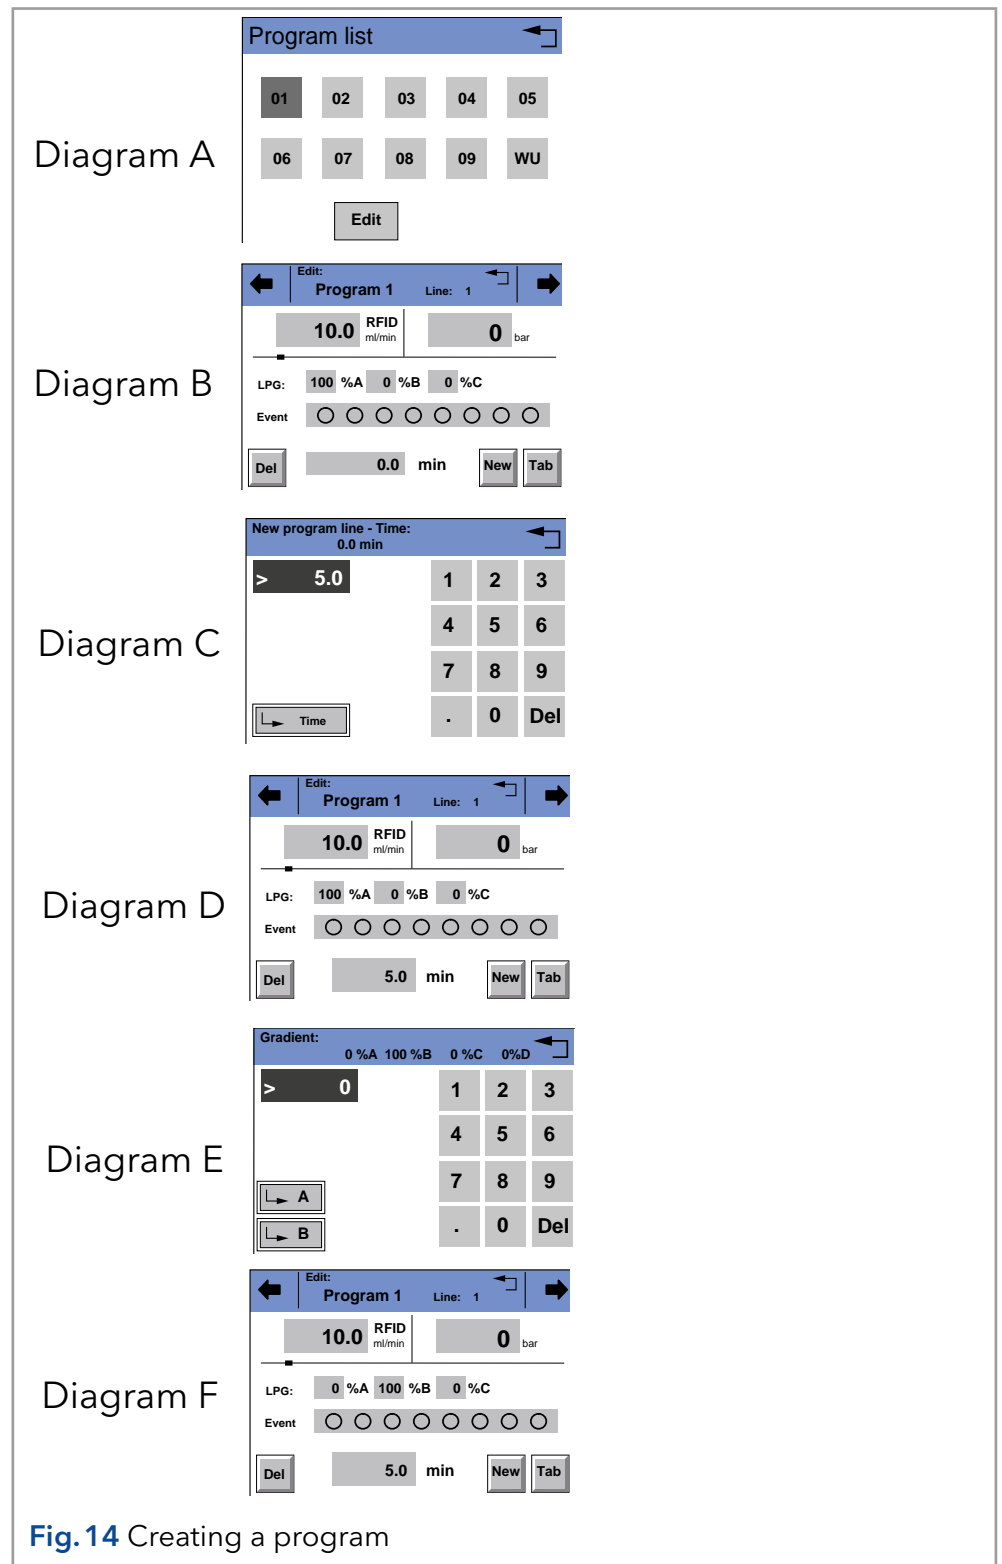 Program list
01 02 03 04 05
Diagram A
06 07 08 09 WU
Edit
Edit:
Program 1 Line: 1
10.0 RFID ml/min 0 bar
Diagram B
LPG: 100 %A 0 %B 0 %C
Event
Del 0.0 min New Tab
New program line - Time:
0.0 min
> 5.0 1 2 3
4 5 6
Diagram C
7 8 9
Time . 0 Del
Edit:
Program 1 Line: 1
10.0 RFID ml/min 0 bar
Diagram D
LPG: 100 %A 0 %B 0 %C
Event
Del 5.0 min New Tab
Gradient:
0 %A 100 %B 0 %C 0%D
> 0 1 2 3
4 5 6
Diagram E
7 8 9
A
B . 0 Del
Edit:
Program 1 Line: 1
10.0 RFID ml/min 0 bar
Diagram F
LPG: 0 %A 100 %B 0 %C
Event
Del 5.0 min New Tab
Fig. 14 Creating a program